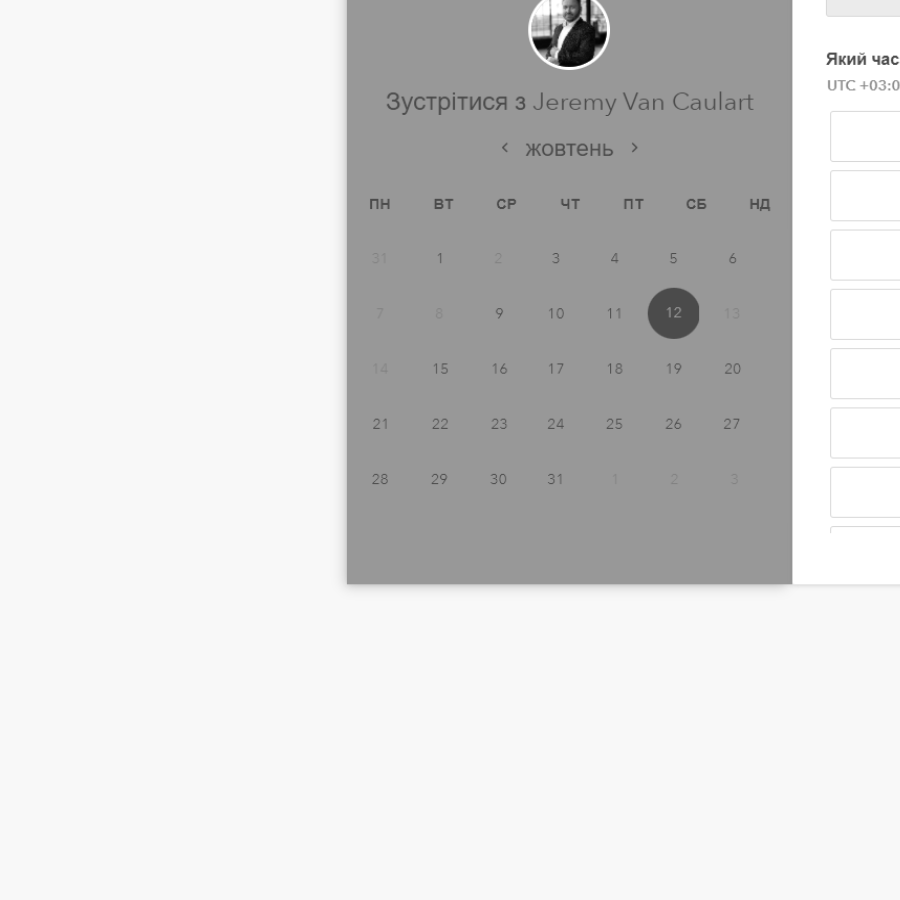 Зустрітися з Jeremy Van Caulart
жовтень
ПН ВТ СР ЧТ ПТ СБ НД
31 1 2 3 4 5 6
7 8 9 10 11 12 13
14 15 16 17 18 19 20
21 22 23 24 25 26 27
28 29 30 31 1 2 3
Який час
UTC +03:0